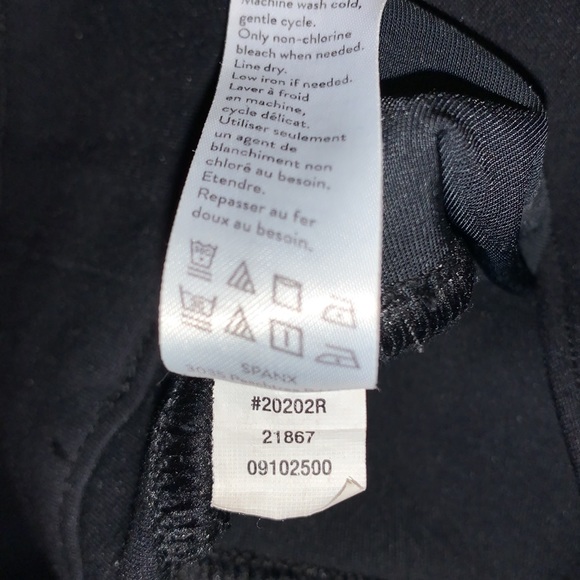 Machine wash cold,
gentle cycle.
Only non-chlorine
bleach when needed.
Line dry.
Low iron if needed.
Laver à froid
en machine,
cycle délicat.
Utiliser seulement
un agent de
blanchiment non
chloré au besoin.
Etendre.
Repasser au fer
doux au besoin.
SPANX
3035 Peachtree
#20202R
21867
09102500